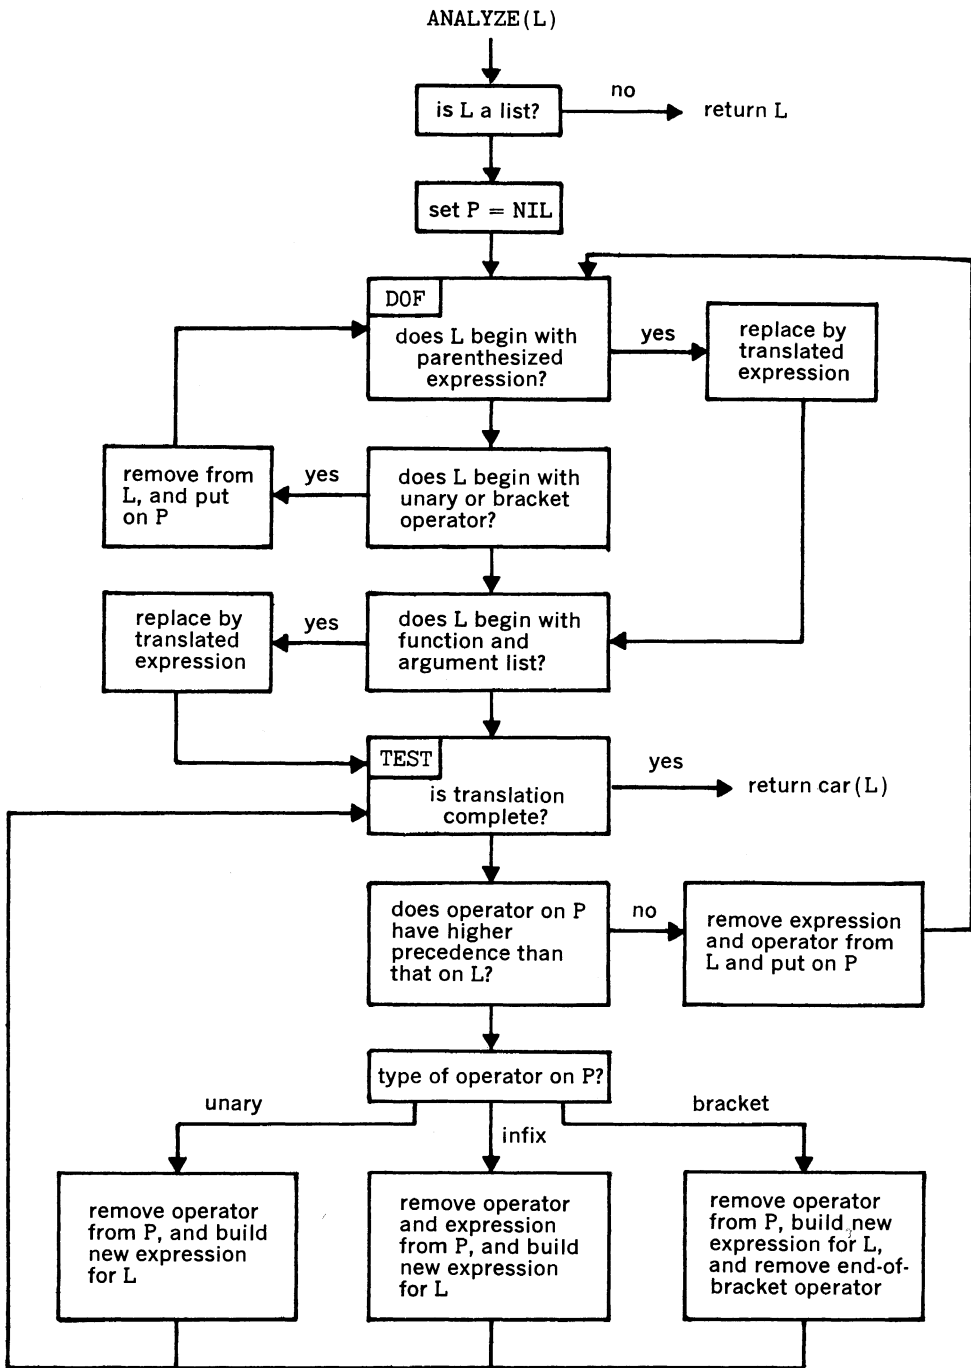 ANALYZE(L)
is L a list?
no
return L
set P = NIL
DOF
does L begin with
parenthesized
expression?
yes
replace by
translated
expression
remove from
L, and put
on P
yes
does L begin with
unary or bracket
operator?
replace by
translated
expression
yes
does L begin with
function and
argument list?
TEST
is translation
complete?
yes
return car(L)
does operator on P
have higher
precedence than
that on L?
no
remove expression
and operator from
L and put on P
type of operator on P?
unary
infix
bracket
remove operator
from P, and build
new expression
for L
remove operator
and expression
from P, and build
new expression
for L
remove operator
from P, build new
expression for L,
and remove end-of-
bracket operator